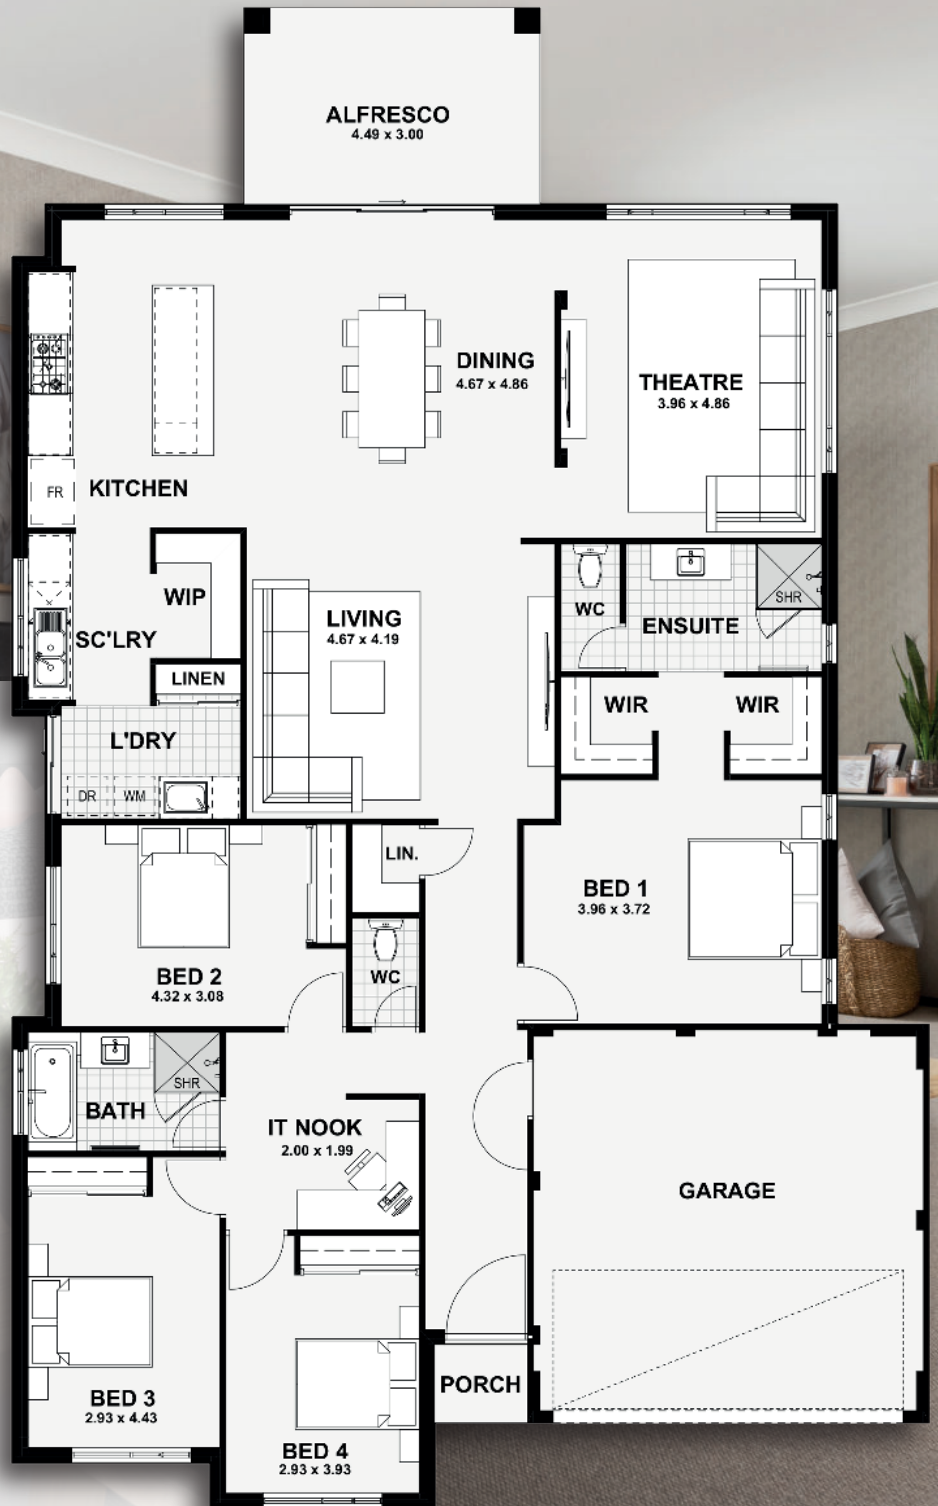 ALFRESCO
4.49 x 3.00
DINING
4.67 x 4.86
THEATRE
3.96 x 4.86
FR
KITCHEN
WIP
SC'LRY
LINEN
LIVING
4.67 x 4.19
WC
ENSUITE
SHR
WIR
WIR
L'DRY
DR
WM
LIN.
BED 1
3.96 x 3.72
BED 2
4.32 x 3.08
WC
SHR
BATH
IT NOOK
2.00 x 1.99
GARAGE
BED 3
2.93 x 4.43
PORCH
BED 4
2.93 x 3.93